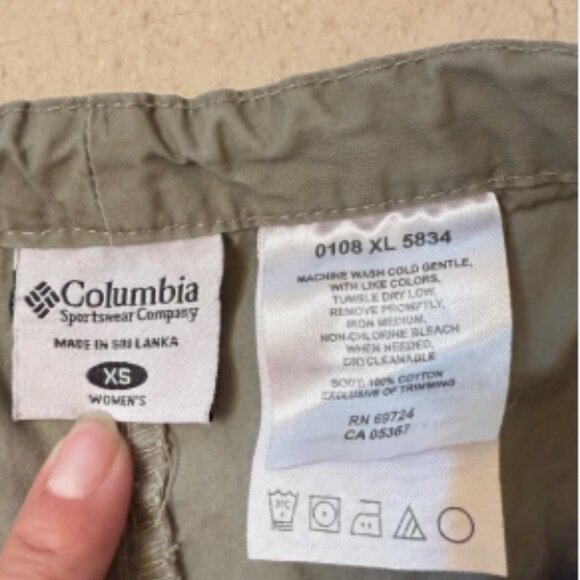 Columbia
Sportswear Company
MADE IN SRI LANKA
XS
WOMEN'S
0108 XL 5834
MACHINE WASH COLD GENTLE,
WITH LIKE COLORS,
TUMBLE DRY LOW,
REMOVE PROMPTLY,
IRON MEDIUM,
NON-CHLORINE BLEACH
WHEN NEEDED,
DRYCLEANABLE
BODY: 100% COTTON
EXCLUSIVE OF TRIMMING
RN 69724
CA 05367